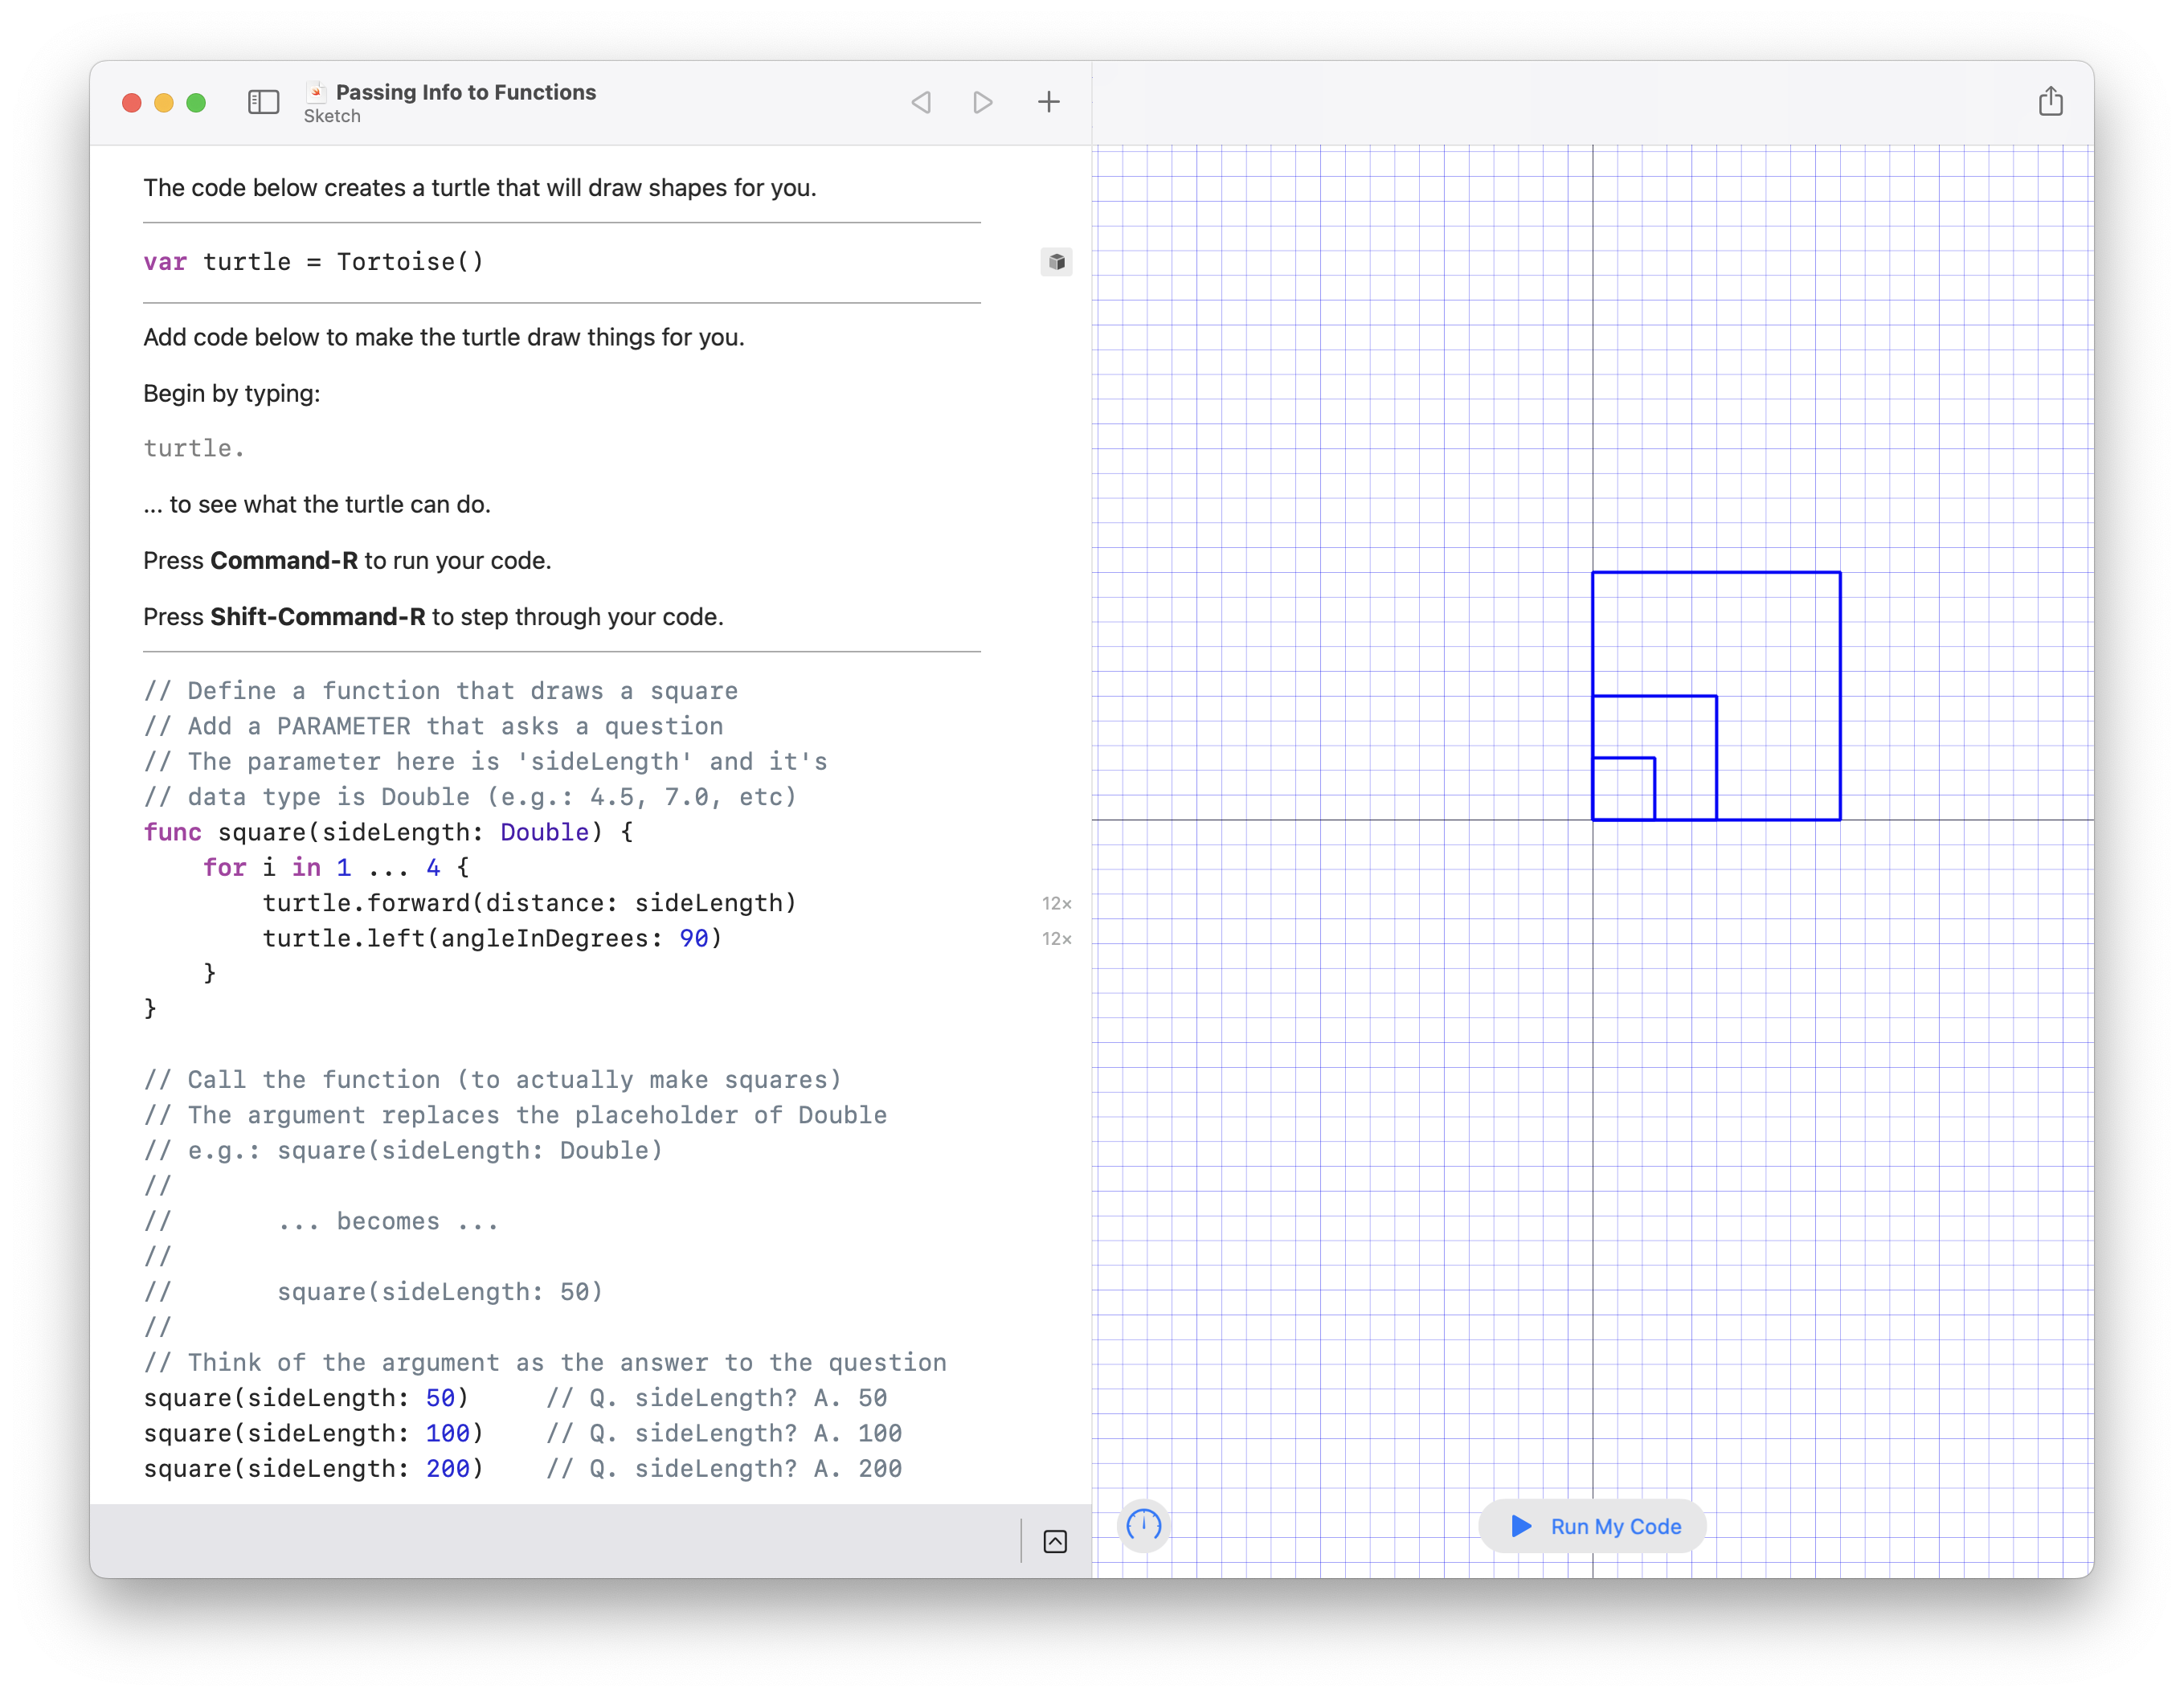 Passing Info to Functions
Sketch
The code below creates a turtle that will draw shapes for you.
var turtle = Tortoise()
Add code below to make the turtle draw things for you.
Begin by typing:
turtle.
... to see what the turtle can do.
Press Command-R to run your code.
Press Shift-Command-R to step through your code.
// Define a function that draws a square
// Add a PARAMETER that asks a question
// The parameter here is 'sideLength' and it's
// data type is Double (e.g.: 4.5, 7.0, etc)
func square(sideLength: Double) {
    for i in 1 ... 4 {
        turtle.forward(distance: sideLength) 12×
        turtle.left(angleInDegrees: 90) 12×
    }
}
// Call the function (to actually make squares)
// The argument replaces the placeholder of Double
// e.g.: square(sideLength: Double)
//
//       ... becomes ...
//
//       square(sideLength: 50)
//
// Think of the argument as the answer to the question
square(sideLength: 50)     // Q. sideLength? A. 50
square(sideLength: 100)    // Q. sideLength? A. 100
square(sideLength: 200)    // Q. sideLength? A. 200
Run My Code